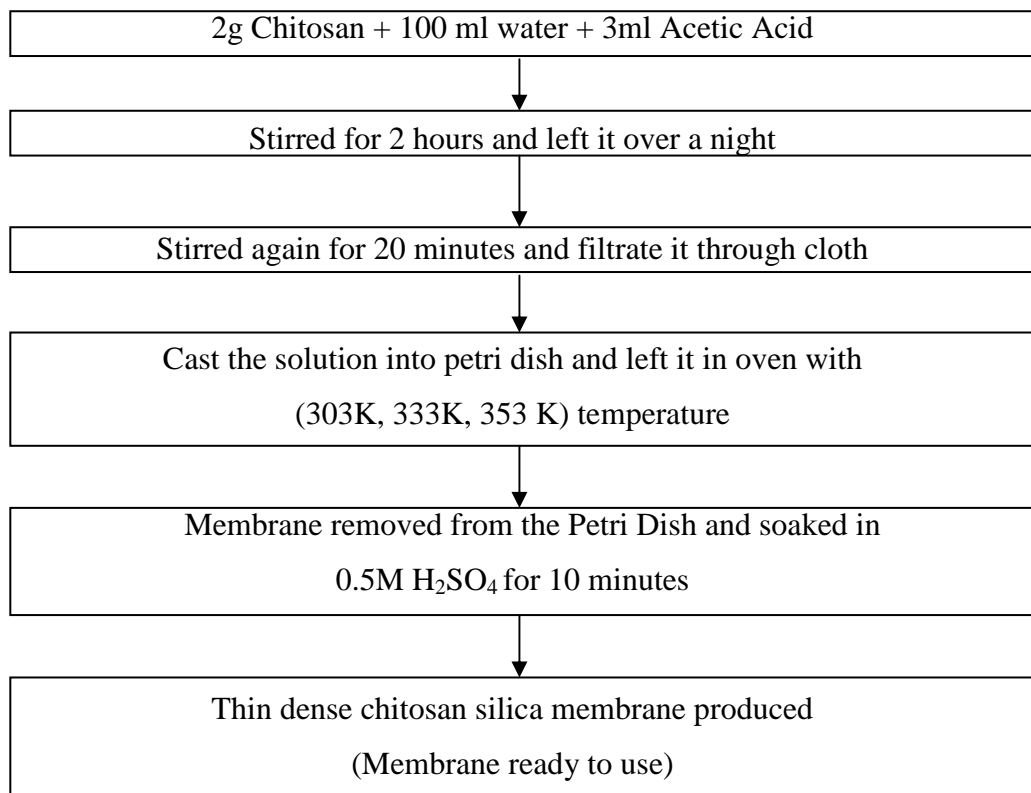 2g Chitosan + 100 ml water + 3ml Acetic Acid
Stirred for 2 hours and left it over a night
Stirred again for 20 minutes and filtrate it through cloth
Cast the solution into petri dish and left it in oven with
(303K, 333K, 353 K) temperature
Membrane removed from the Petri Dish and soaked in
0.5M H₂SO₄ for 10 minutes
Thin dense chitosan silica membrane produced
(Membrane ready to use)